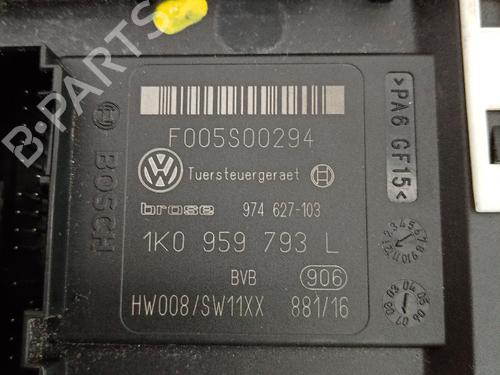 F005S00294
Tuersteuergeraet
brose 974 627-103
1K0 959 793 L
BVB 906
HW008/SW11XX 881/16
BOSCH
>PA6 GF15<
B-PARTS